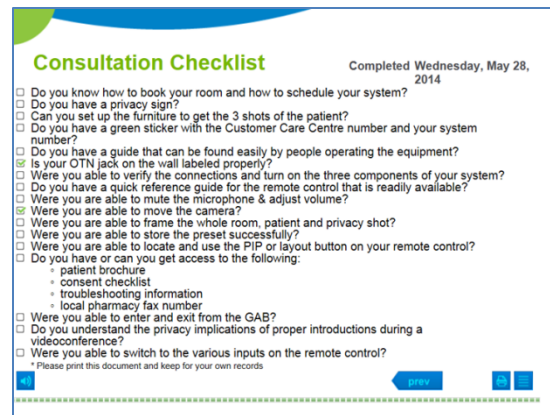 Consultation Checklist
Completed Wednesday, May 28,
2014
Do you know how to book your room and how to schedule your system?
Do you have a privacy sign?
Can you set up the furniture to get the 3 shots of the patient?
Do you have a green sticker with the Customer Care Centre number and your system
number?
Do you have a guide that can be found easily by people operating the equipment?
Is your OTN jack on the wall labeled properly?
Were you able to verify the connections and turn on the three components of your system?
Do you have a quick reference guide for the remote control that is readily available?
Were you are able to mute the microphone & adjust volume?
Were you are able to move the camera?
Were you are able to frame the whole room, patient and privacy shot?
Were you are able to store the preset successfully?
Were you able to locate and use the PIP or layout button on your remote control?
Do you have or can you get access to the following:
◦ patient brochure
◦ consent checklist
◦ troubleshooting information
◦ local pharmacy fax number
Were you able to enter and exit from the GAB?
Do you understand the privacy implications of proper introductions during a
videoconference?
Were you able to switch to the various inputs on the remote control?
* Please print this document and keep for your own records
prev